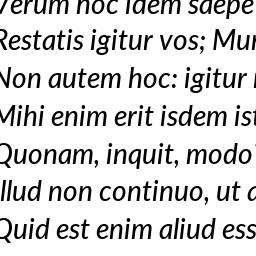 Verum hoc idem saepe
Restatis igitur vos; Mur
Non autem hoc: igitur
Mihi enim erit isdem ist
Quonam, inquit, modo?
Illud non continuo, ut a
Quid est enim aliud ess